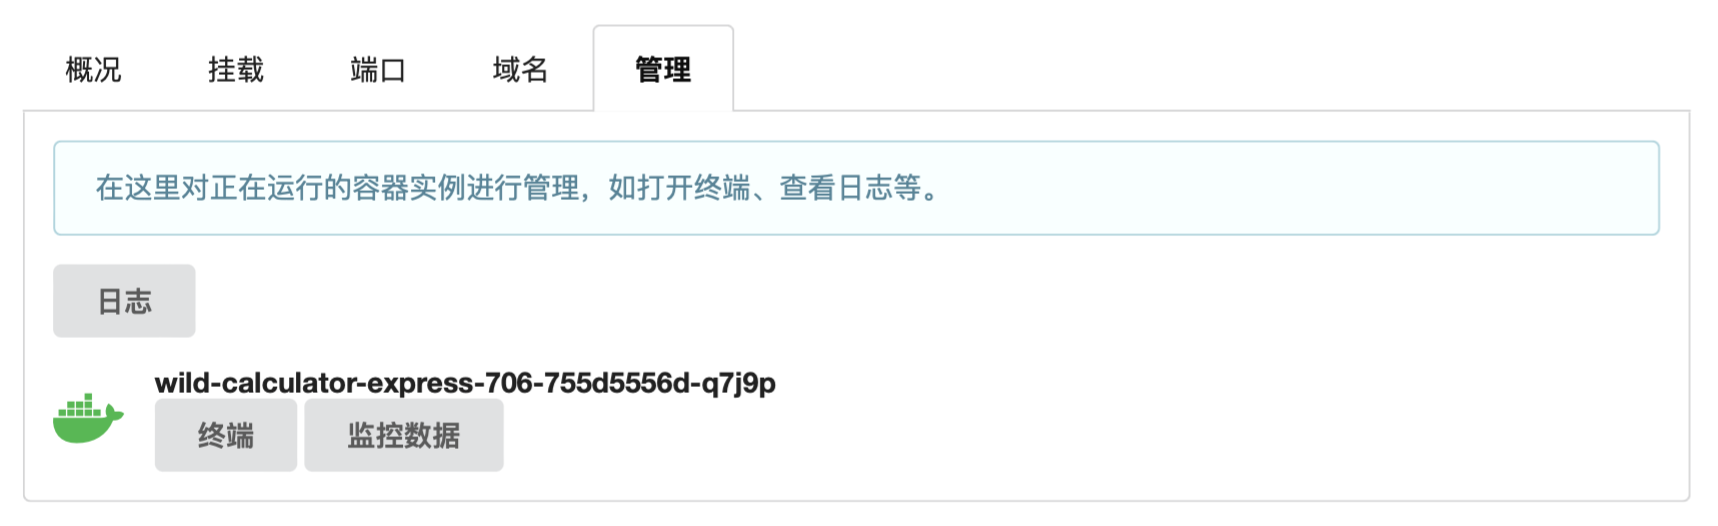 概况 挂载 端口 域名 管理
在这里对正在运行的容器实例进行管理，如打开终端、查看日志等。
日志
wild-calculator-express-706-755d5556d-q7j9p
终端 监控数据